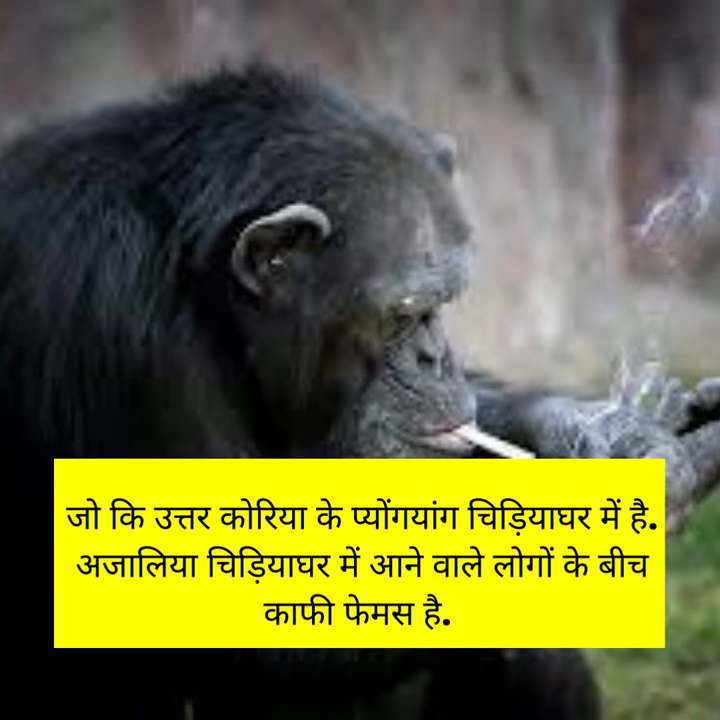 जो कि उत्तर कोरिया के प्योंगयांग चिड़ियाघर में है.
अजालिया चिड़ियाघर में आने वाले लोगों के बीच
काफी फेमस है.